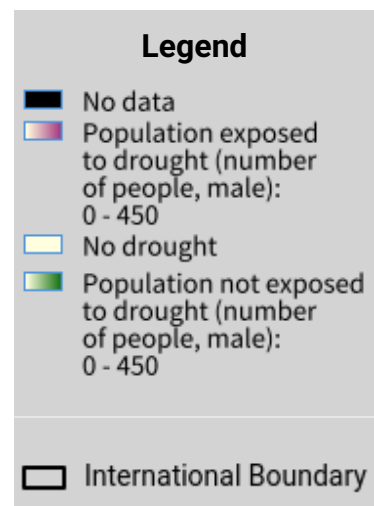 Legend
No data
Population exposed
to drought (number
of people, male):
0 - 450
No drought
Population not exposed
to drought (number
of people, male):
0 - 450
International Boundary